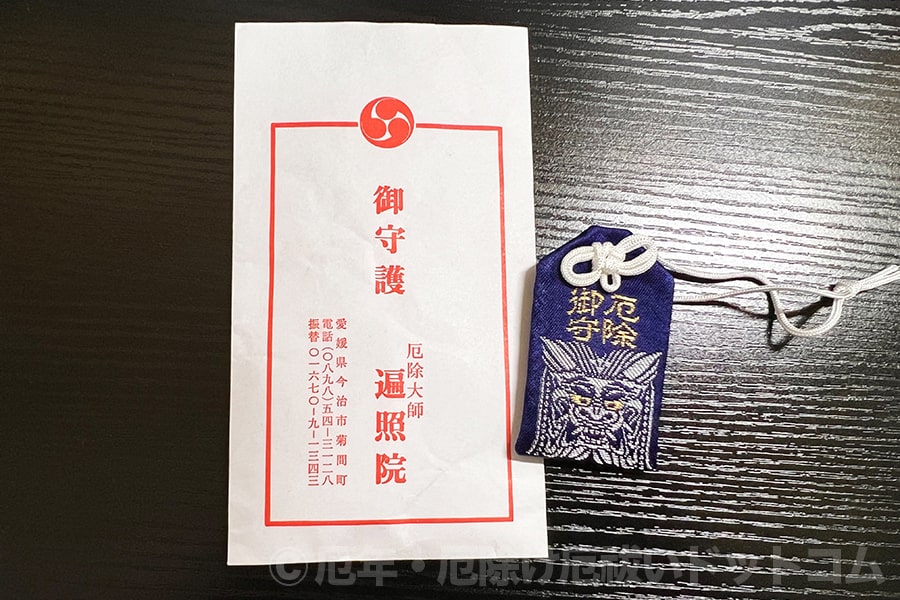 御守護
厄除大師
遍照院
愛媛県今治市菊間町
電話(〇八九八)五四-三一二八
振替〇一六七〇-九-一三四三
厄除
御守
©厄年・厄除け厄祓いドットコム